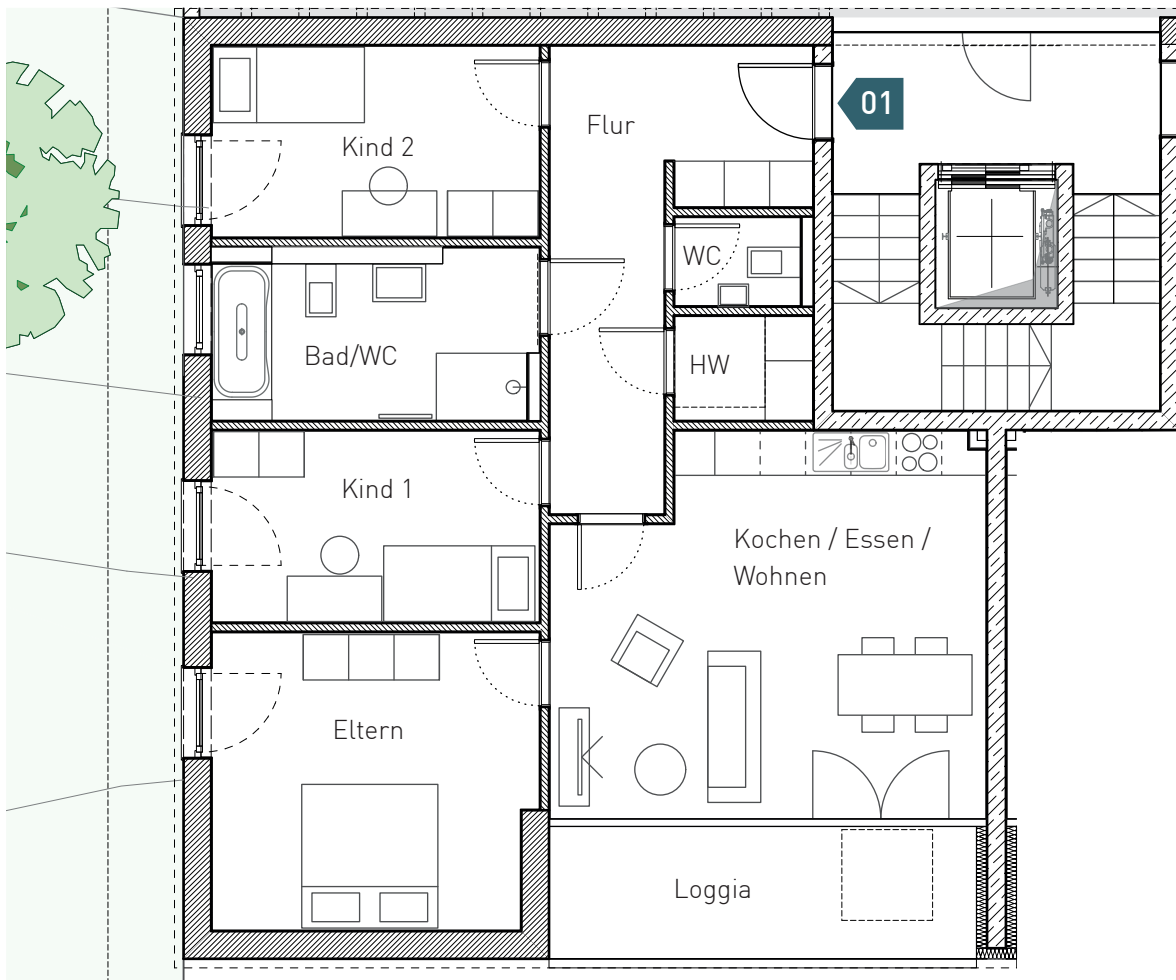 01
Flur
Kind 2
WC
Bad/WC
HW
Kind 1
Kochen / Essen /
Wohnen
Eltern
Loggia